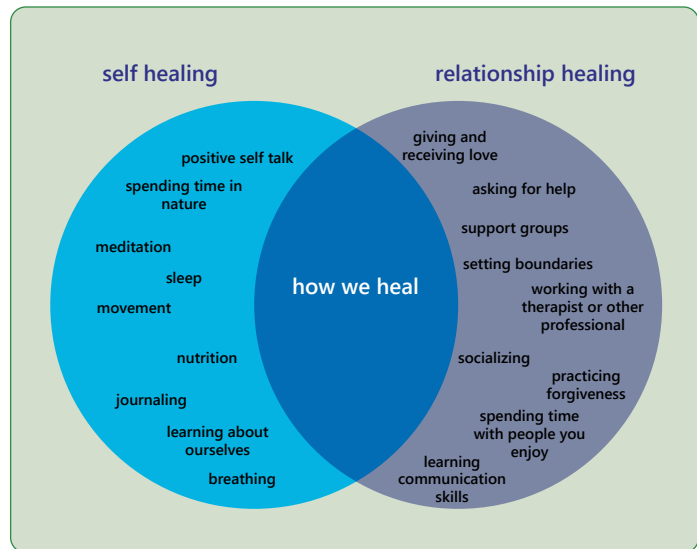 self healing
relationship healing
positive self talk
spending time in
nature
meditation
sleep
movement
nutrition
journaling
learning about
ourselves
breathing
how we heal
giving and
receiving love
asking for help
support groups
setting boundaries
working with a
therapist or other
professional
socializing
practicing
forgiveness
spending time
with people you
enjoy
learning
communication
skills